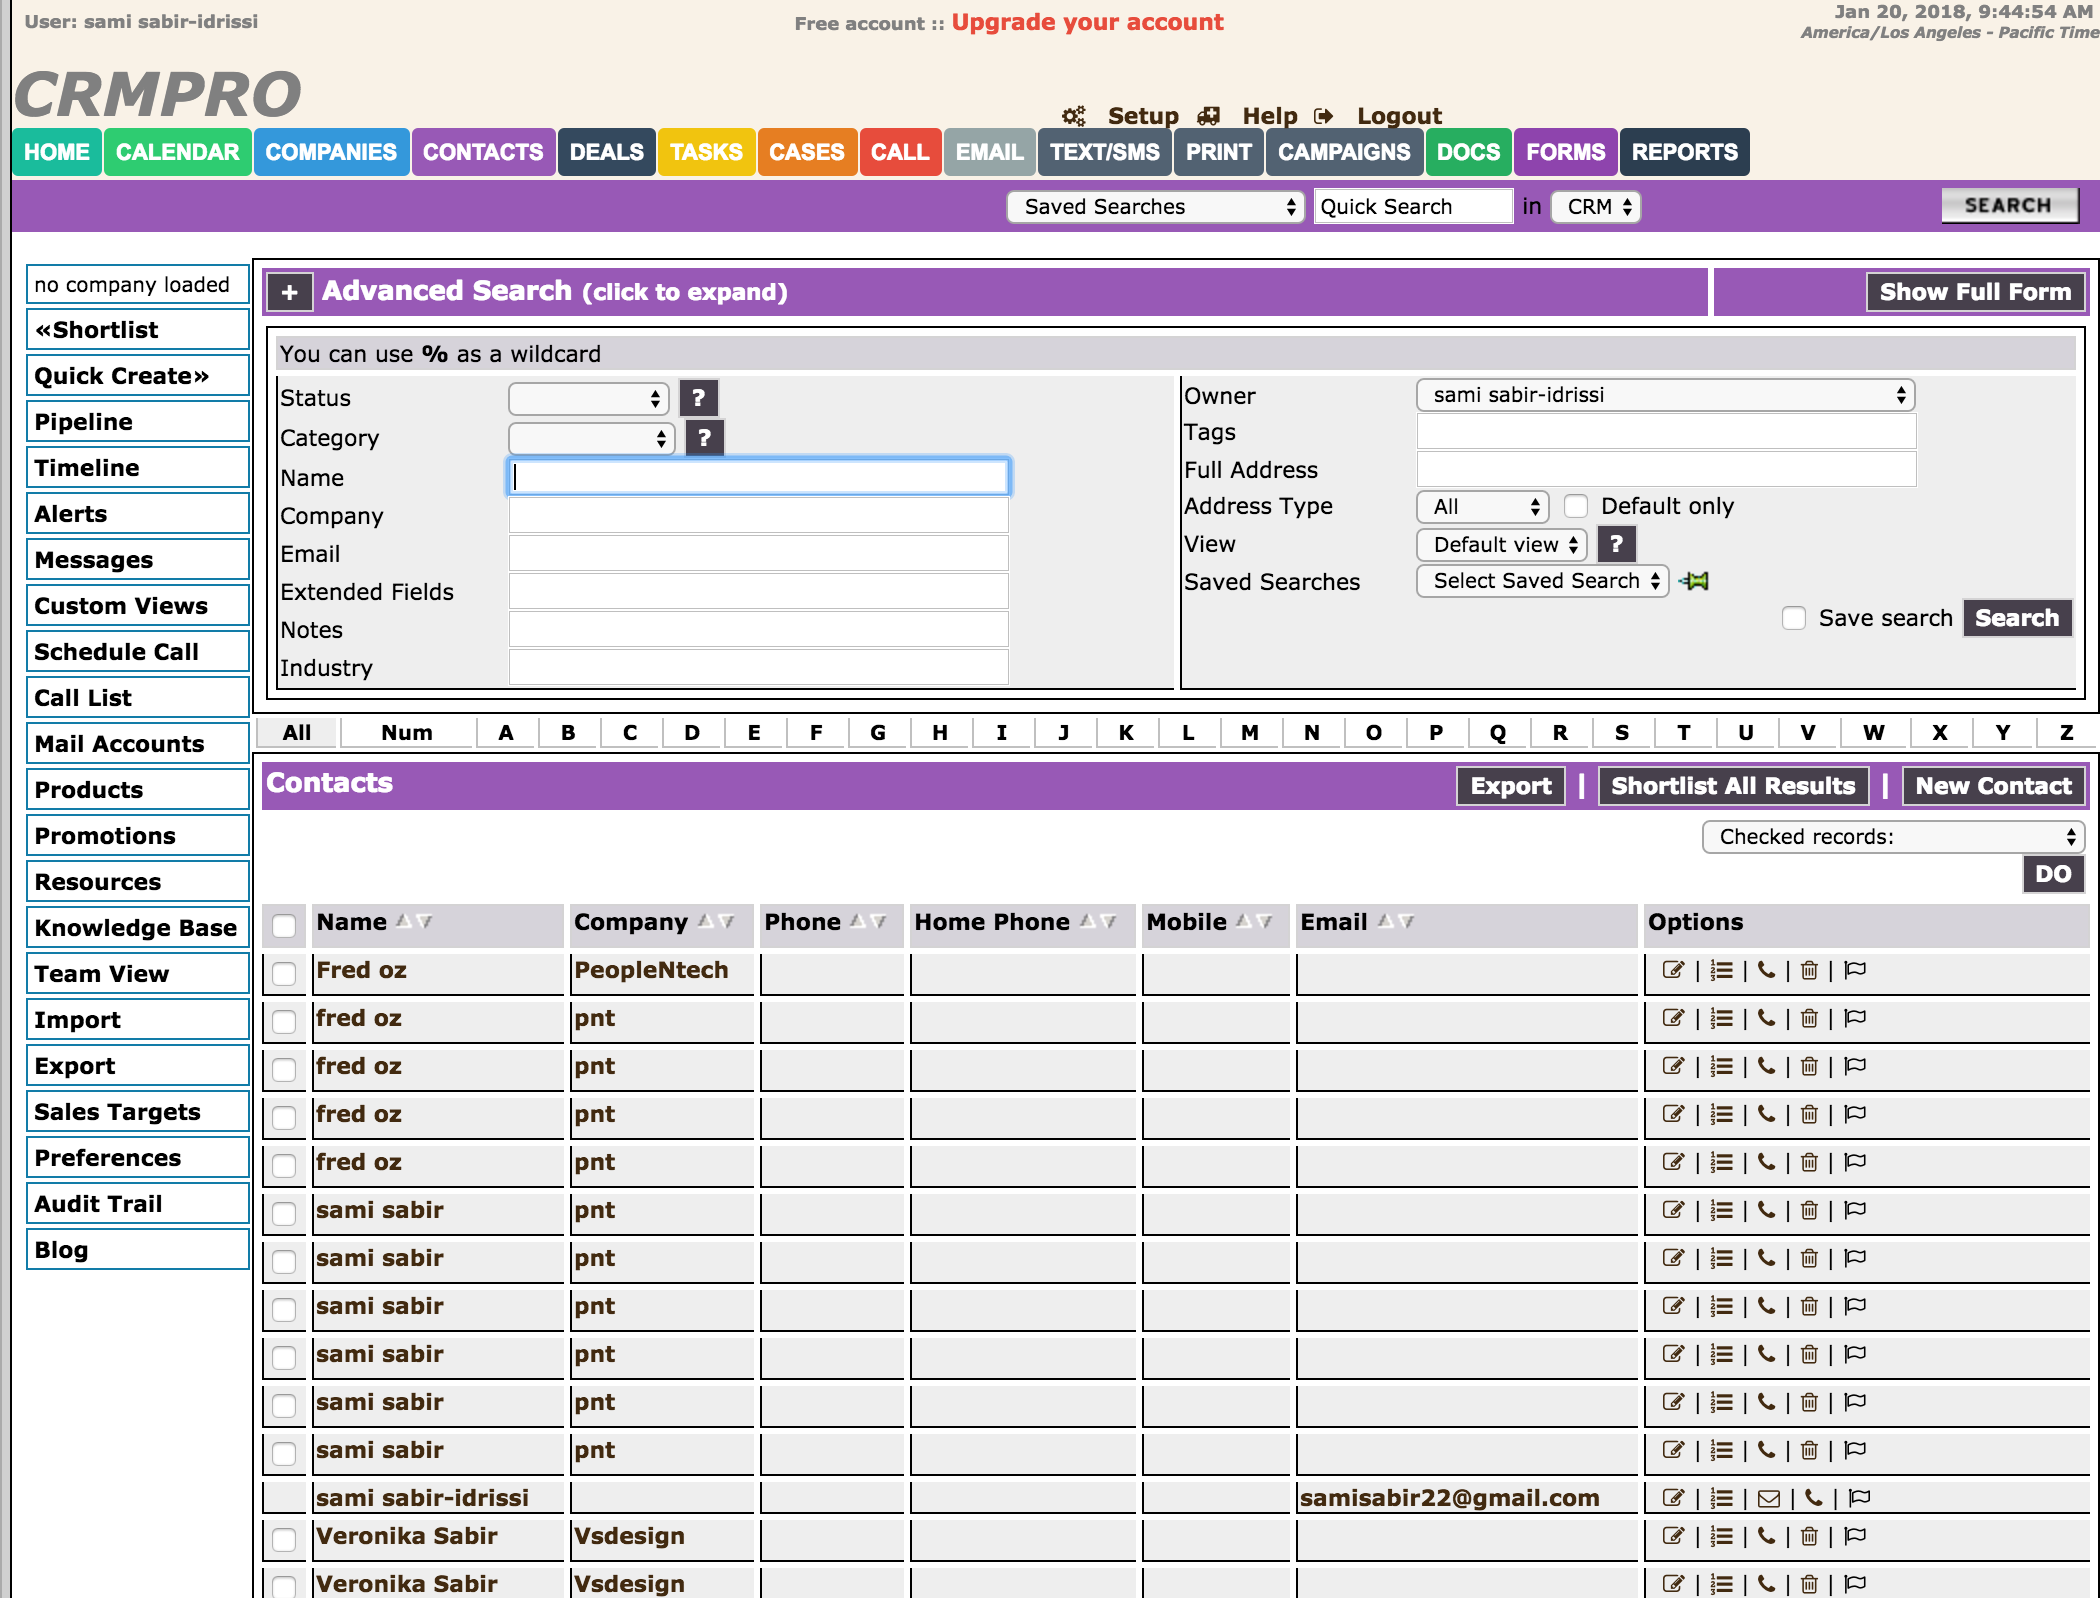 User: sami sabir-idrissi
Free account :: Upgrade your account
Jan 20, 2018, 9:44:54 AM
America/Los Angeles - Pacific Time
CRMPRO
Setup Help Logout
HOME CALENDAR COMPANIES CONTACTS DEALS TASKS CASES CALL EMAIL TEXT/SMS PRINT CAMPAIGNS DOCS FORMS REPORTS
Saved Searches Quick Search in CRM SEARCH
no company loaded
«Shortlist
Quick Create»
Pipeline
Timeline
Alerts
Messages
Custom Views
Schedule Call
Call List
Mail Accounts
Products
Promotions
Resources
Knowledge Base
Team View
Import
Export
Sales Targets
Preferences
Audit Trail
Blog
+ Advanced Search (click to expand) Show Full Form
You can use % as a wildcard
Status ?
Category ?
Name
Company
Email
Extended Fields
Notes
Industry
Owner sami sabir-idrissi
Tags
Full Address
Address Type All Default only
View Default view ?
Saved Searches Select Saved Search
Save search Search
All Num A B C D E F G H I J K L M N O P Q R S T U V W X Y Z
Contacts Export | Shortlist All Results | New Contact
Checked records:
DO
Name Company Phone Home Phone Mobile Email Options
Fred oz PeopleNtech
fred oz pnt
fred oz pnt
fred oz pnt
fred oz pnt
sami sabir pnt
sami sabir pnt
sami sabir pnt
sami sabir pnt
sami sabir pnt
sami sabir pnt
sami sabir-idrissi samisabir22@gmail.com
Veronika Sabir Vsdesign
Veronika Sabir Vsdesign